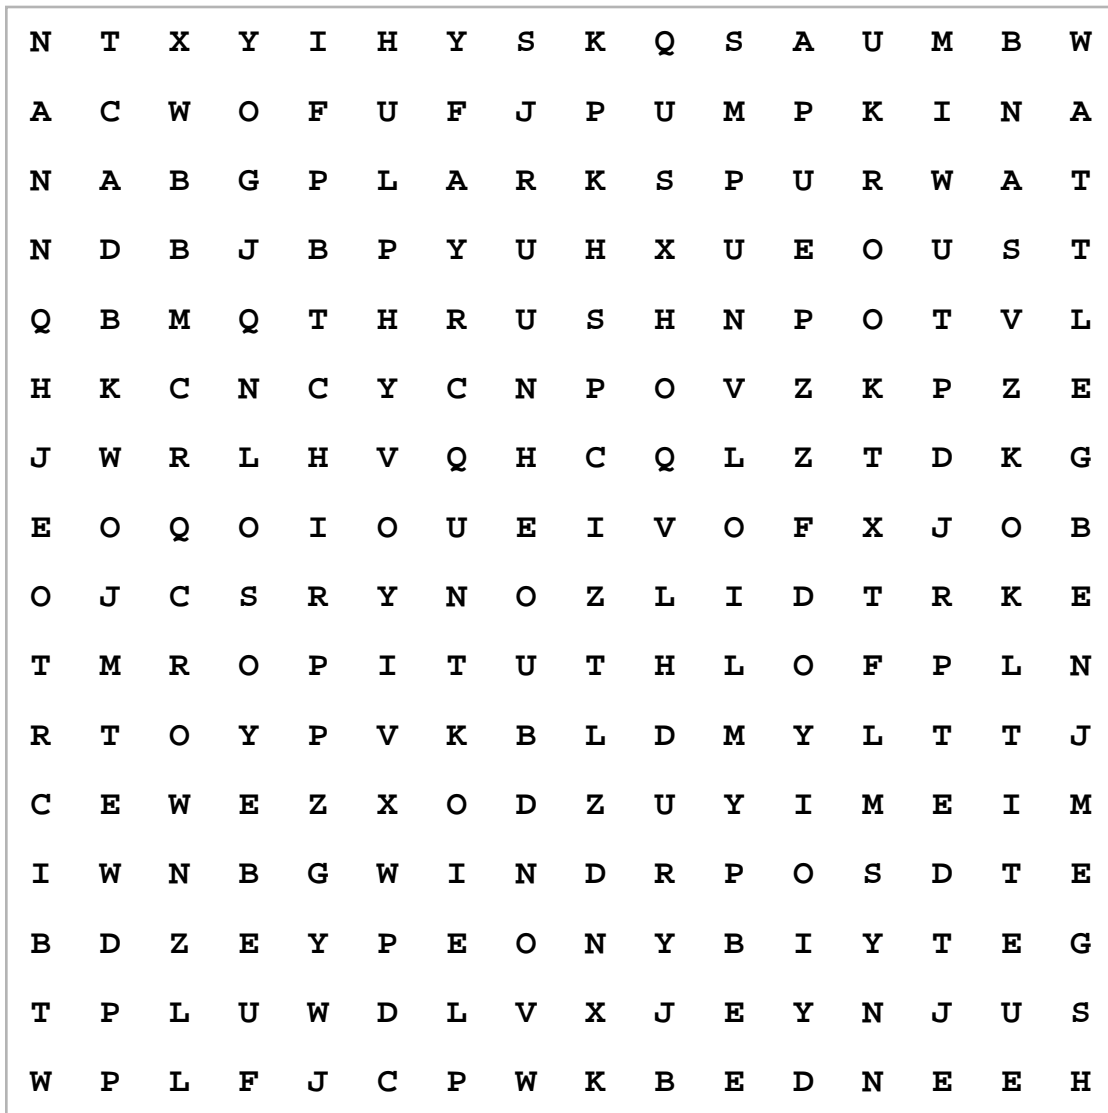 N T X Y I H Y S K Q S A U M B W
A C W O F U F J P U M P K I N A
N A B G P L A R K S P U R W A T
N D B J B P Y U H X U E O U S T
Q B M Q T H R U S H N P O T V L
H K C N C Y C N P O V Z K P Z E
J W R L H V Q H C Q L Z T D K G
E O Q O I O U E I V O F X J O B
O J C S R Y N O Z L I D T R K E
T M R O P I T U T H L O F P L N
R T O Y P V K B L D M Y L T T J
C E W E Z X O D Z U Y I M E I M
I W N B G W I N D R P O S D T E
B D Z E Y P E O N Y B I Y T E G
T P L U W D L V X J E Y N J U S
W P L F J C P W K B E D N E E H